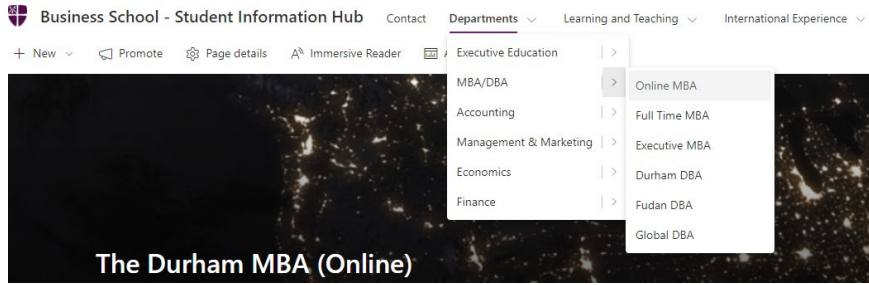 Business School - Student Information Hub Contact Departments Learning and Teaching International Experience
+ New Promote Page details Immersive Reader
Executive Education
MBA/DBA
Accounting
Management & Marketing
Economics
Finance
Online MBA
Full Time MBA
Executive MBA
Durham DBA
Fudan DBA
Global DBA
The Durham MBA (Online)